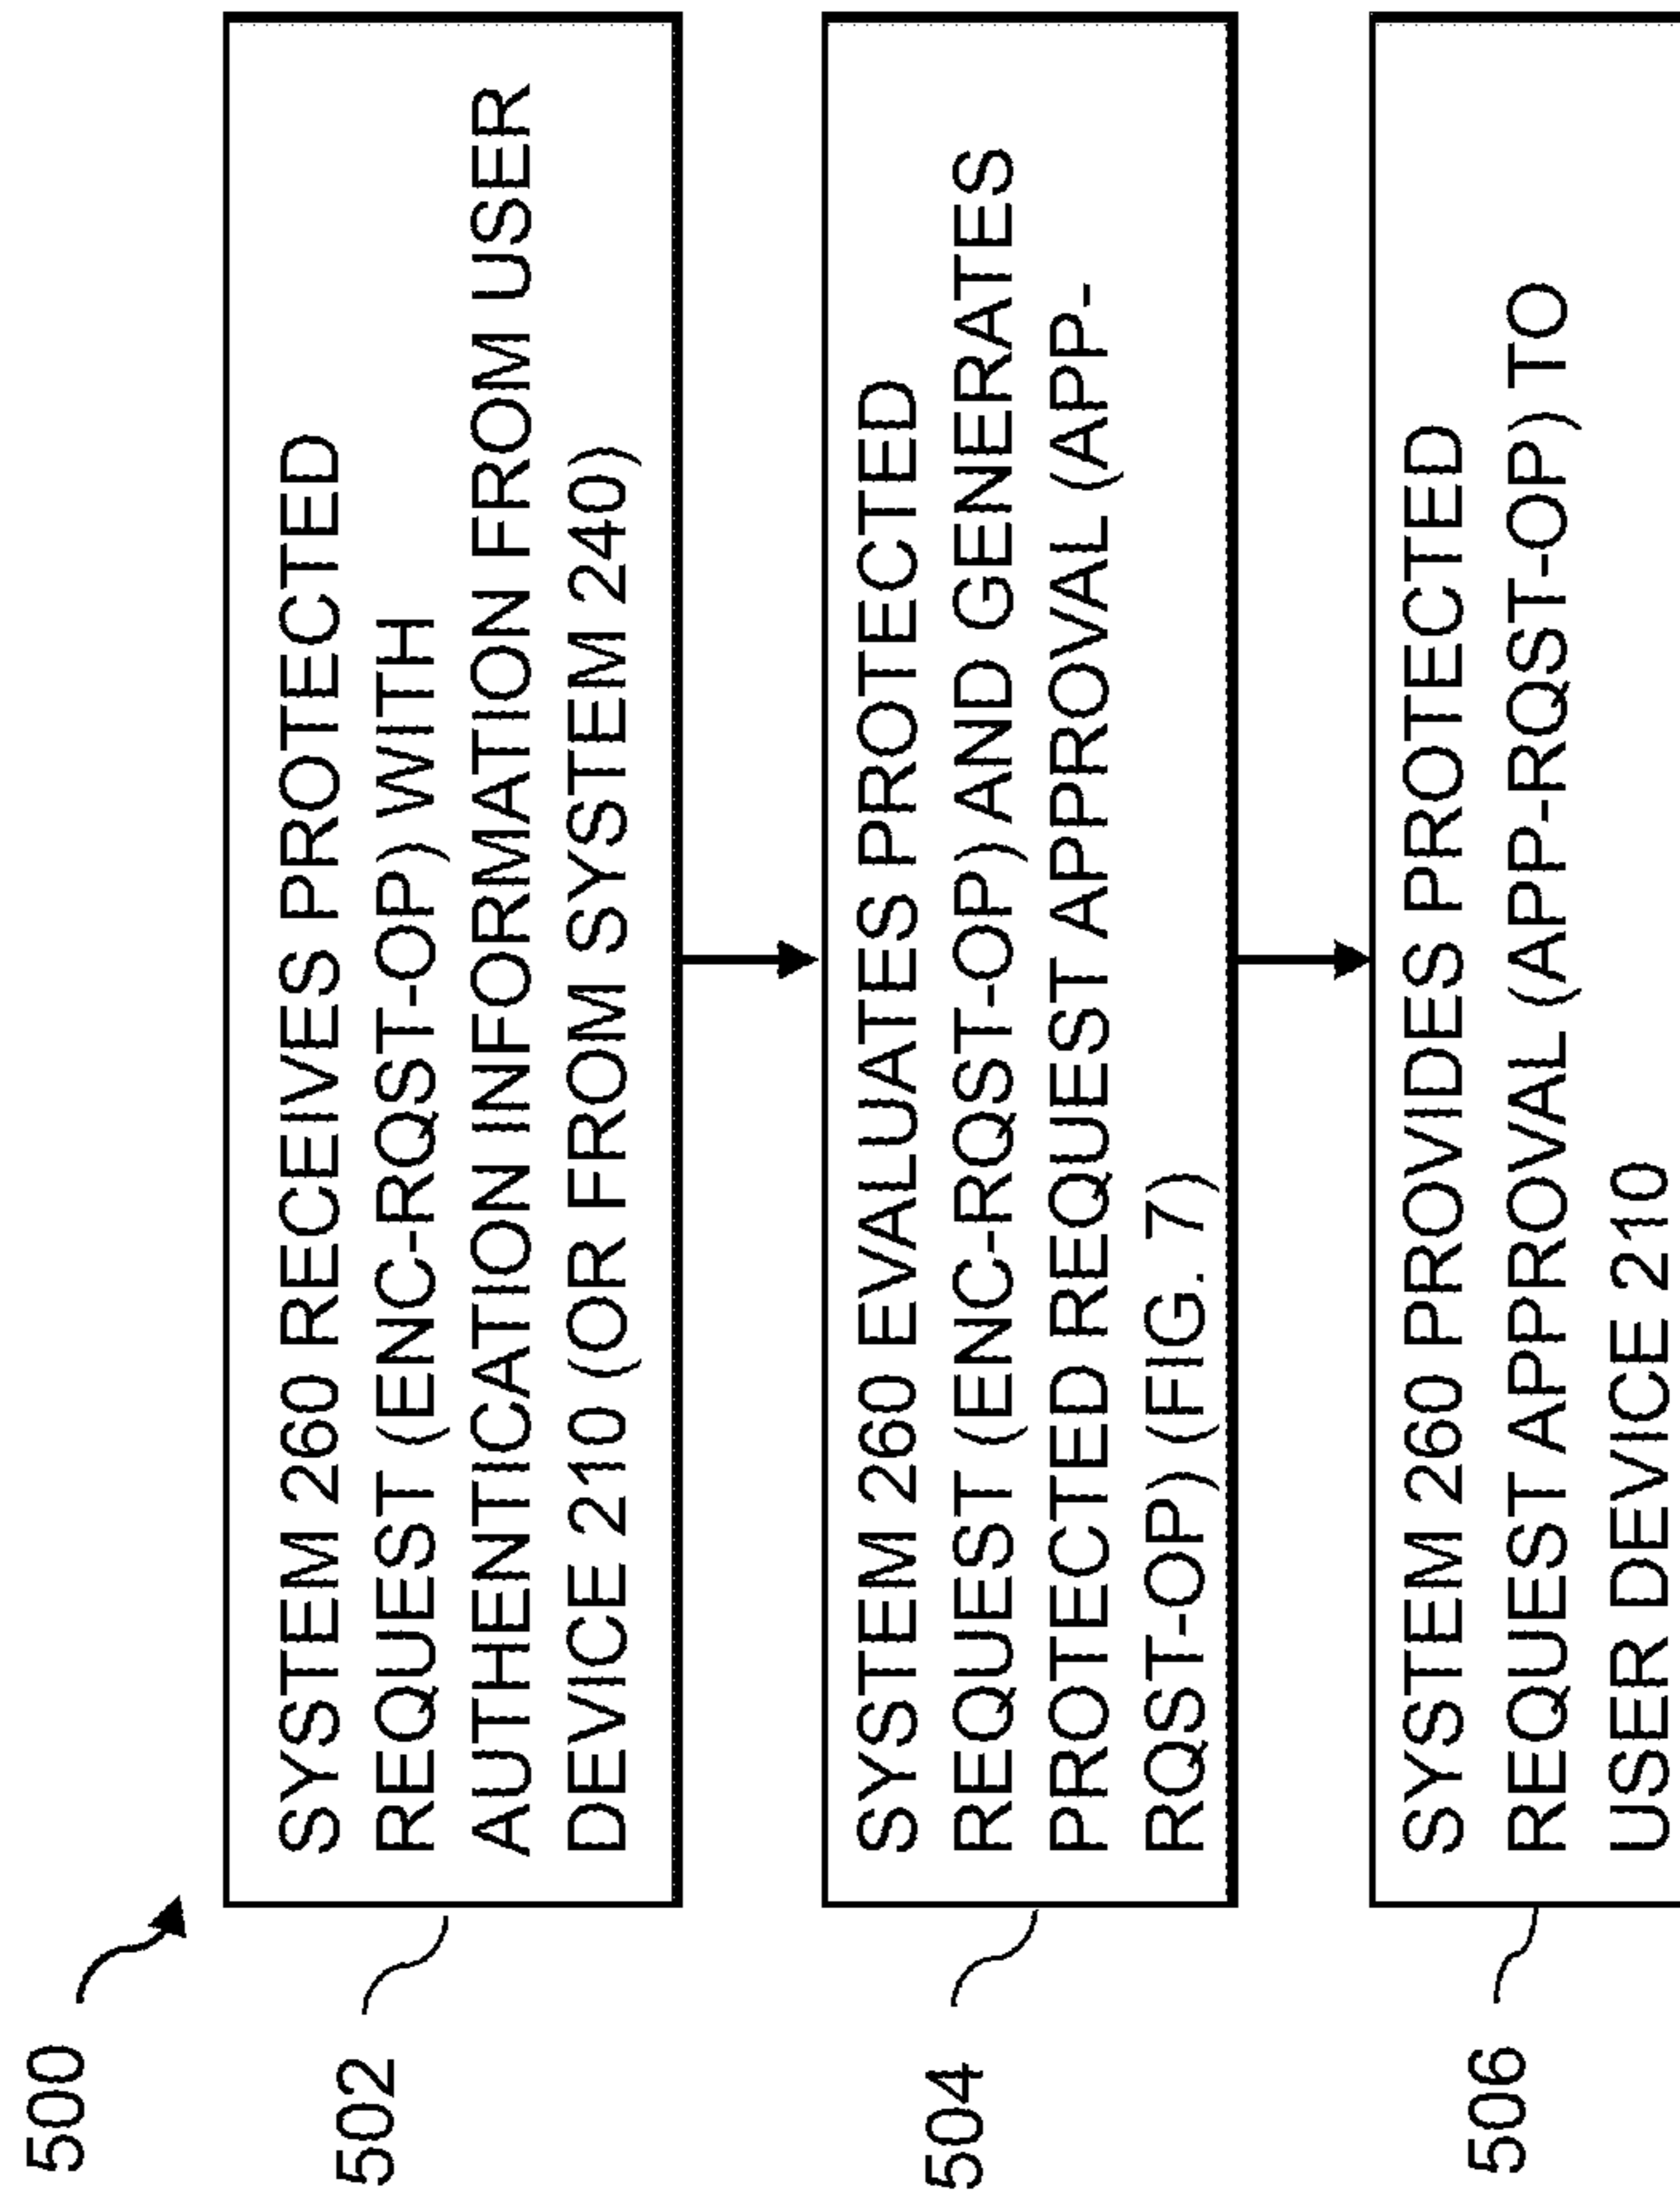 500
502
SYSTEM 260 RECEIVES PROTECTED
REQUEST (ENC-RQST-OP) WITH
AUTHENTICATION INFORMATION FROM USER
DEVICE 210 (OR FROM SYSTEM 240)
504
SYSTEM 260 EVALUATES PROTECTED
REQUEST (ENC-RQST-OP) AND GENERATES
PROTECTED REQUEST APPROVAL (APP-
RQST-OP) (FIG. 7)
506
SYSTEM 260 PROVIDES PROTECTED
REQUEST APPROVAL (APP-RQST-OP) TO
USER DEVICE 210